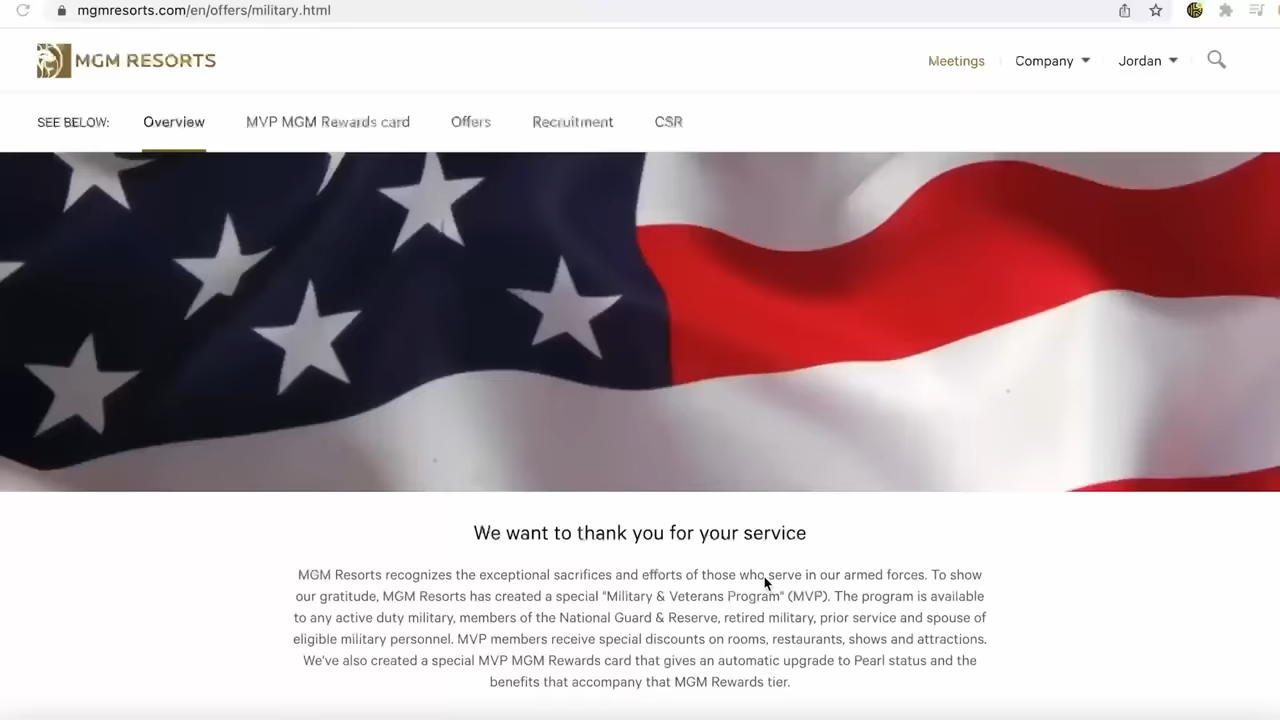 mgmresorts.com/en/offers/military.html
MGM RESORTS
Meetings
Company
Jordan
SEE BELOW:
Overview
MVP MGM Rewards card
Offers
Recruitment
CSR
We want to thank you for your service
MGM Resorts recognizes the exceptional sacrifices and efforts of those who serve in our armed forces. To show
our gratitude, MGM Resorts has created a special "Military & Veterans Program" (MVP). The program is available
to any active duty military, members of the National Guard & Reserve, retired military, prior service and spouse of
eligible military personnel. MVP members receive special discounts on rooms, restaurants, shows and attractions.
We've also created a special MVP MGM Rewards card that gives an automatic upgrade to Pearl status and the
benefits that accompany that MGM Rewards tier.